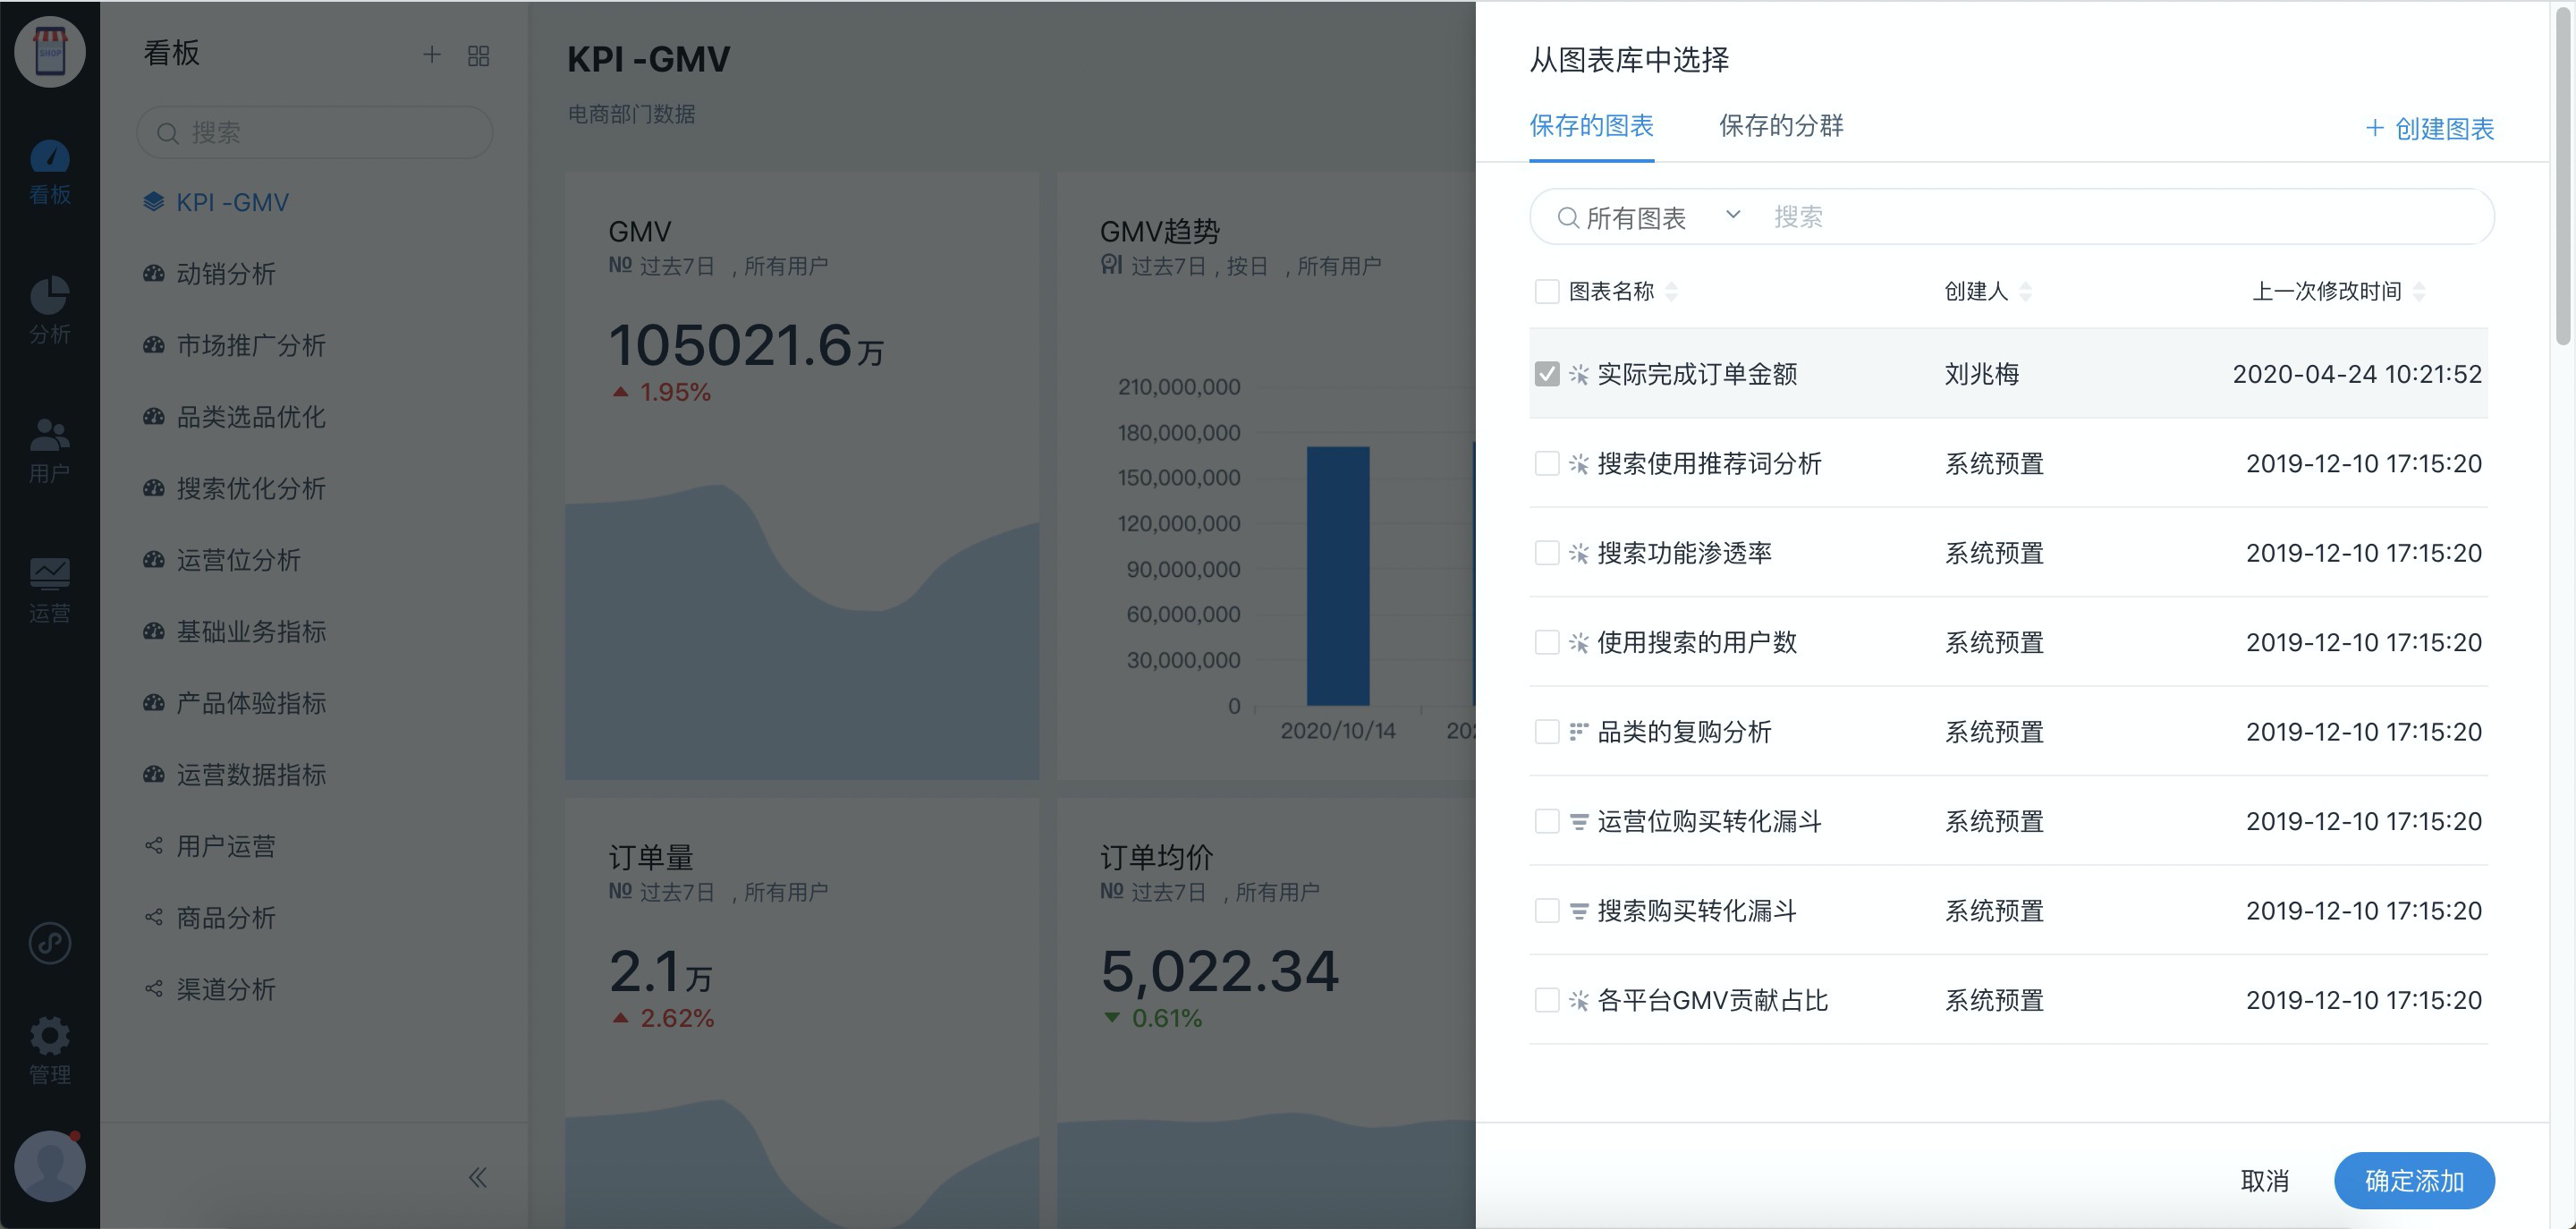 SHOP
看板
分析
用户
运营
管理
看板
搜索
KPI -GMV
动销分析
市场推广分析
品类选品优化
搜索优化分析
运营位分析
基础业务指标
产品体验指标
运营数据指标
用户运营
商品分析
渠道分析
KPI -GMV
电商部门数据
GMV
№ 过去7日 , 所有用户
105021.6万
1.95%
GMV趋势
过去7日 , 按日 , 所有用户
210,000,000
180,000,000
150,000,000
120,000,000
90,000,000
60,000,000
30,000,000
0
2020/10/14
订单量
№ 过去7日 , 所有用户
2.1万
2.62%
订单均价
№ 过去7日 , 所有用户
5,022.34
0.61%
从图表库中选择
保存的图表 保存的分群 + 创建图表
所有图表 搜索
图表名称 创建人 上一次修改时间
实际完成订单金额 刘兆梅 2020-04-24 10:21:52
搜索使用推荐词分析 系统预置 2019-12-10 17:15:20
搜索功能渗透率 系统预置 2019-12-10 17:15:20
使用搜索的用户数 系统预置 2019-12-10 17:15:20
品类的复购分析 系统预置 2019-12-10 17:15:20
运营位购买转化漏斗 系统预置 2019-12-10 17:15:20
搜索购买转化漏斗 系统预置 2019-12-10 17:15:20
各平台GMV贡献占比 系统预置 2019-12-10 17:15:20
取消 确定添加